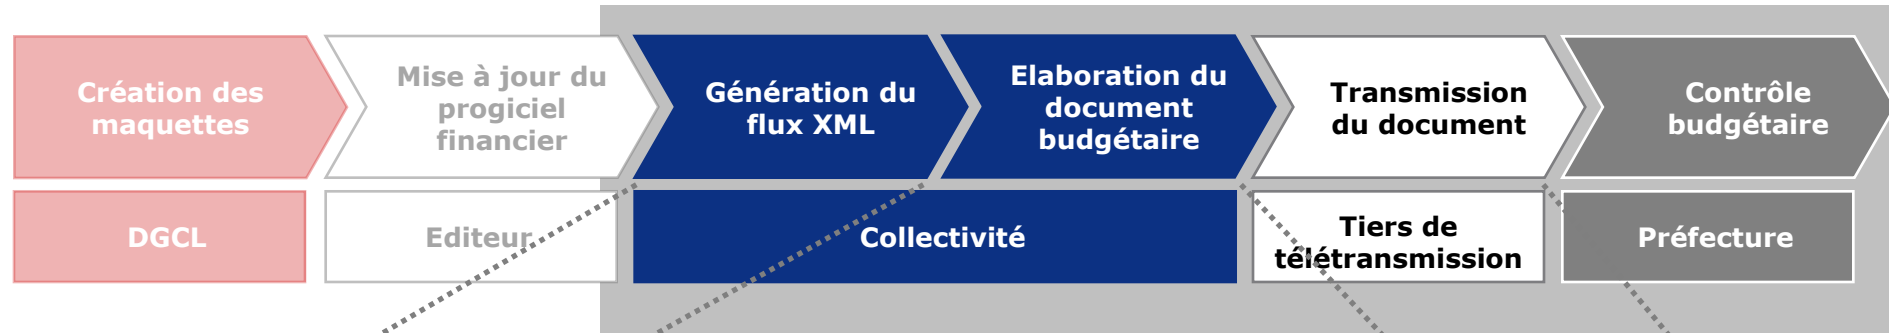 Création des
maquettes
Mise à jour du
progiciel
financier
Génération du
flux XML
Elaboration du
document
budgétaire
Transmission
du document
Contrôle
budgétaire
DGCL
Editeur
Collectivité
Tiers de
télétransmission
Préfecture